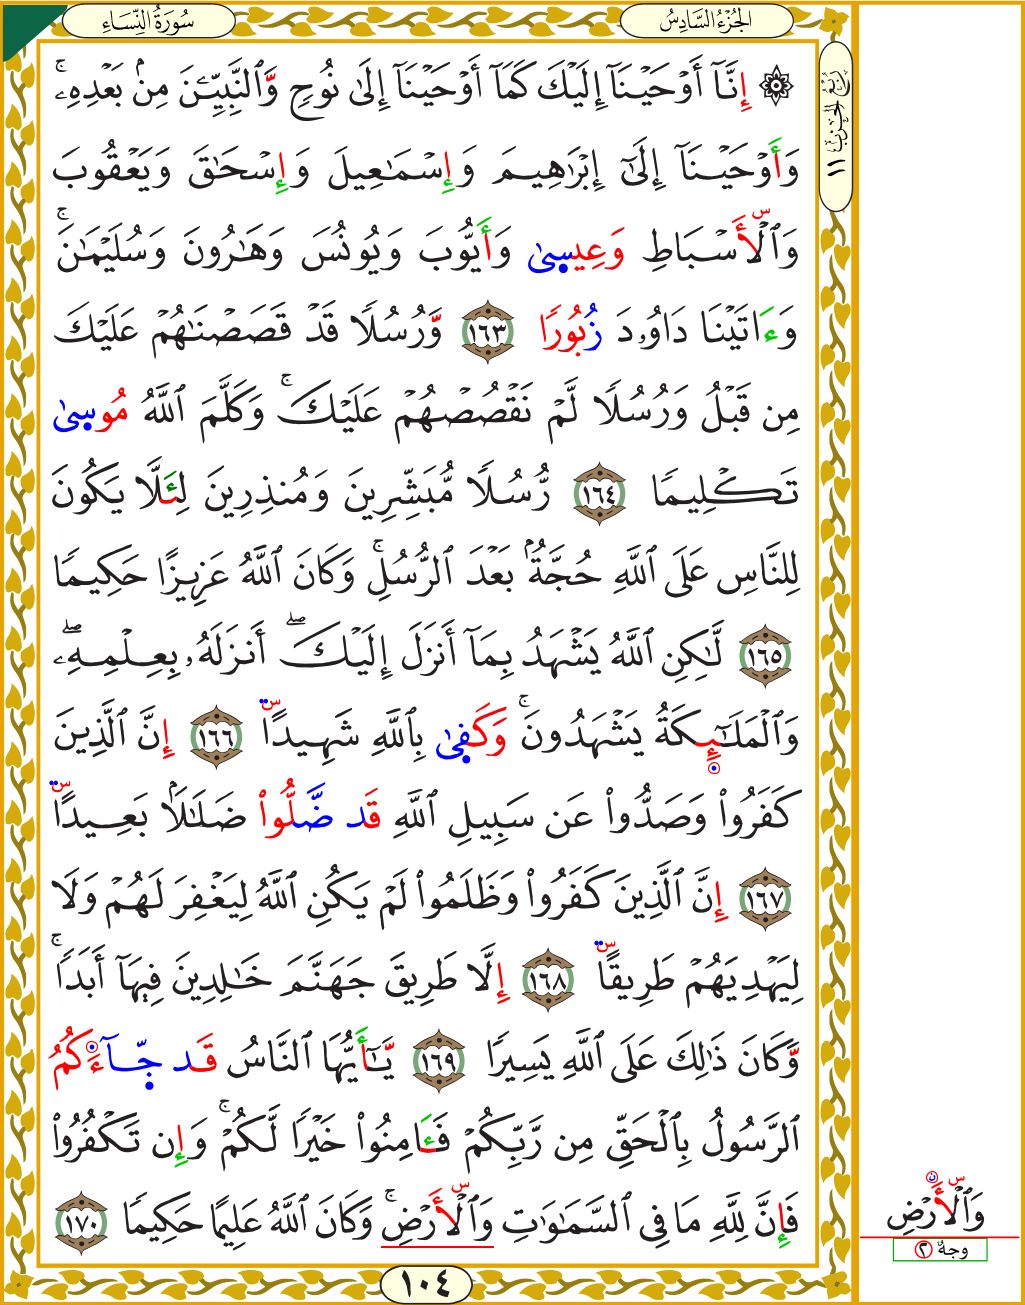 سُورَةُ النِّسَاءِ
الجُزْءُ السَّادِسُ
رُبْعُ الحِزْبِ ١١
۞ إِنَّآ أَوْحَيْنَآ إِلَيْكَ كَمَآ أَوْحَيْنَآ إِلَىٰ نُوحٖ وَّٱلنَّبِيِّـۧنَ مِنۢ بَعْدِهِۦۚ
وَأَوْحَيْنَآ إِلَىٰٓ إِبْرَٰهِيمَ وَإِسْمَٰعِيلَ وَإِسْحَٰقَ وَيَعْقُوبَ
وَٱلْأَسْبَاطِ وَعِيسىٰ وَأَيُّوبَ وَيُونُسَ وَهَٰرُونَ وَسُلَيْمَٰنَۚ
وَءَاتَيْنَا دَاوُۥدَ زُبُورًا ١٦٣ وَّرُسُلًا قَدْ قَصَصْنَٰهُمْ عَلَيْكَ
مِن قَبْلُ وَرُسُلًا لَّمْ نَقْصُصْهُمْ عَلَيْكَۚ وَكَلَّمَ ٱللَّهُ مُوسىٰ
تَكْلِيمًا ١٦٤ رُّسُلًا مُّبَشِّرِينَ وَمُنذِرِينَ لِئَلَّا يَكُونَ
لِلنَّاسِ عَلَى ٱللَّهِ حُجَّةُۢ بَعْدَ ٱلرُّسُلِۚ وَكَانَ ٱللَّهُ عَزِيزًا حَكِيمًا
١٦٥ لَّٰكِنِ ٱللَّهُ يَشْهَدُ بِمَآ أَنزَلَ إِلَيْكَۖ أَنزَلَهُۥ بِعِلْمِهِۦۖ
وَٱلْمَلَٰٓئِكَةُ يَشْهَدُونَۚ وَكَفىٰ بِٱللَّهِ شَهِيدًا ١٦٦ إِنَّ ٱلَّذِينَ
كَفَرُوا۟ وَصَدُّوا۟ عَن سَبِيلِ ٱللَّهِ قَد ضَّلُّوا۟ ضَلَٰلَۢا بَعِيدًا
١٦٧ إِنَّ ٱلَّذِينَ كَفَرُوا۟ وَظَلَمُوا۟ لَمْ يَكُنِ ٱللَّهُ لِيَغْفِرَ لَهُمْ وَلَا
لِيَهْدِيَهُمْ طَرِيقًا ١٦٨ إِلَّا طَرِيقَ جَهَنَّمَ خَٰلِدِينَ فِيهَآ أَبَدًاۚ
وَّكَانَ ذَٰلِكَ عَلَى ٱللَّهِ يَسِيرًا ١٦٩ يَّٰٓأَيُّهَا ٱلنَّاسُ قَد جَّآءَكُمُ
ٱلرَّسُولُ بِٱلْحَقِّ مِن رَّبِّكُمْ فَـَٔامِنُوا۟ خَيْرًا لَّكُمْۚ وَإِن تَكْفُرُوا۟
فَإِنَّ لِلَّهِ مَا فِى ٱلسَّمَٰوَٰتِ وَٱلْأَرْضِۚ وَكَانَ ٱللَّهُ عَلِيمًا حَكِيمًا ١٧٠
وَٱلْأَرْضِ
وجهٌ ٢
١٠٤